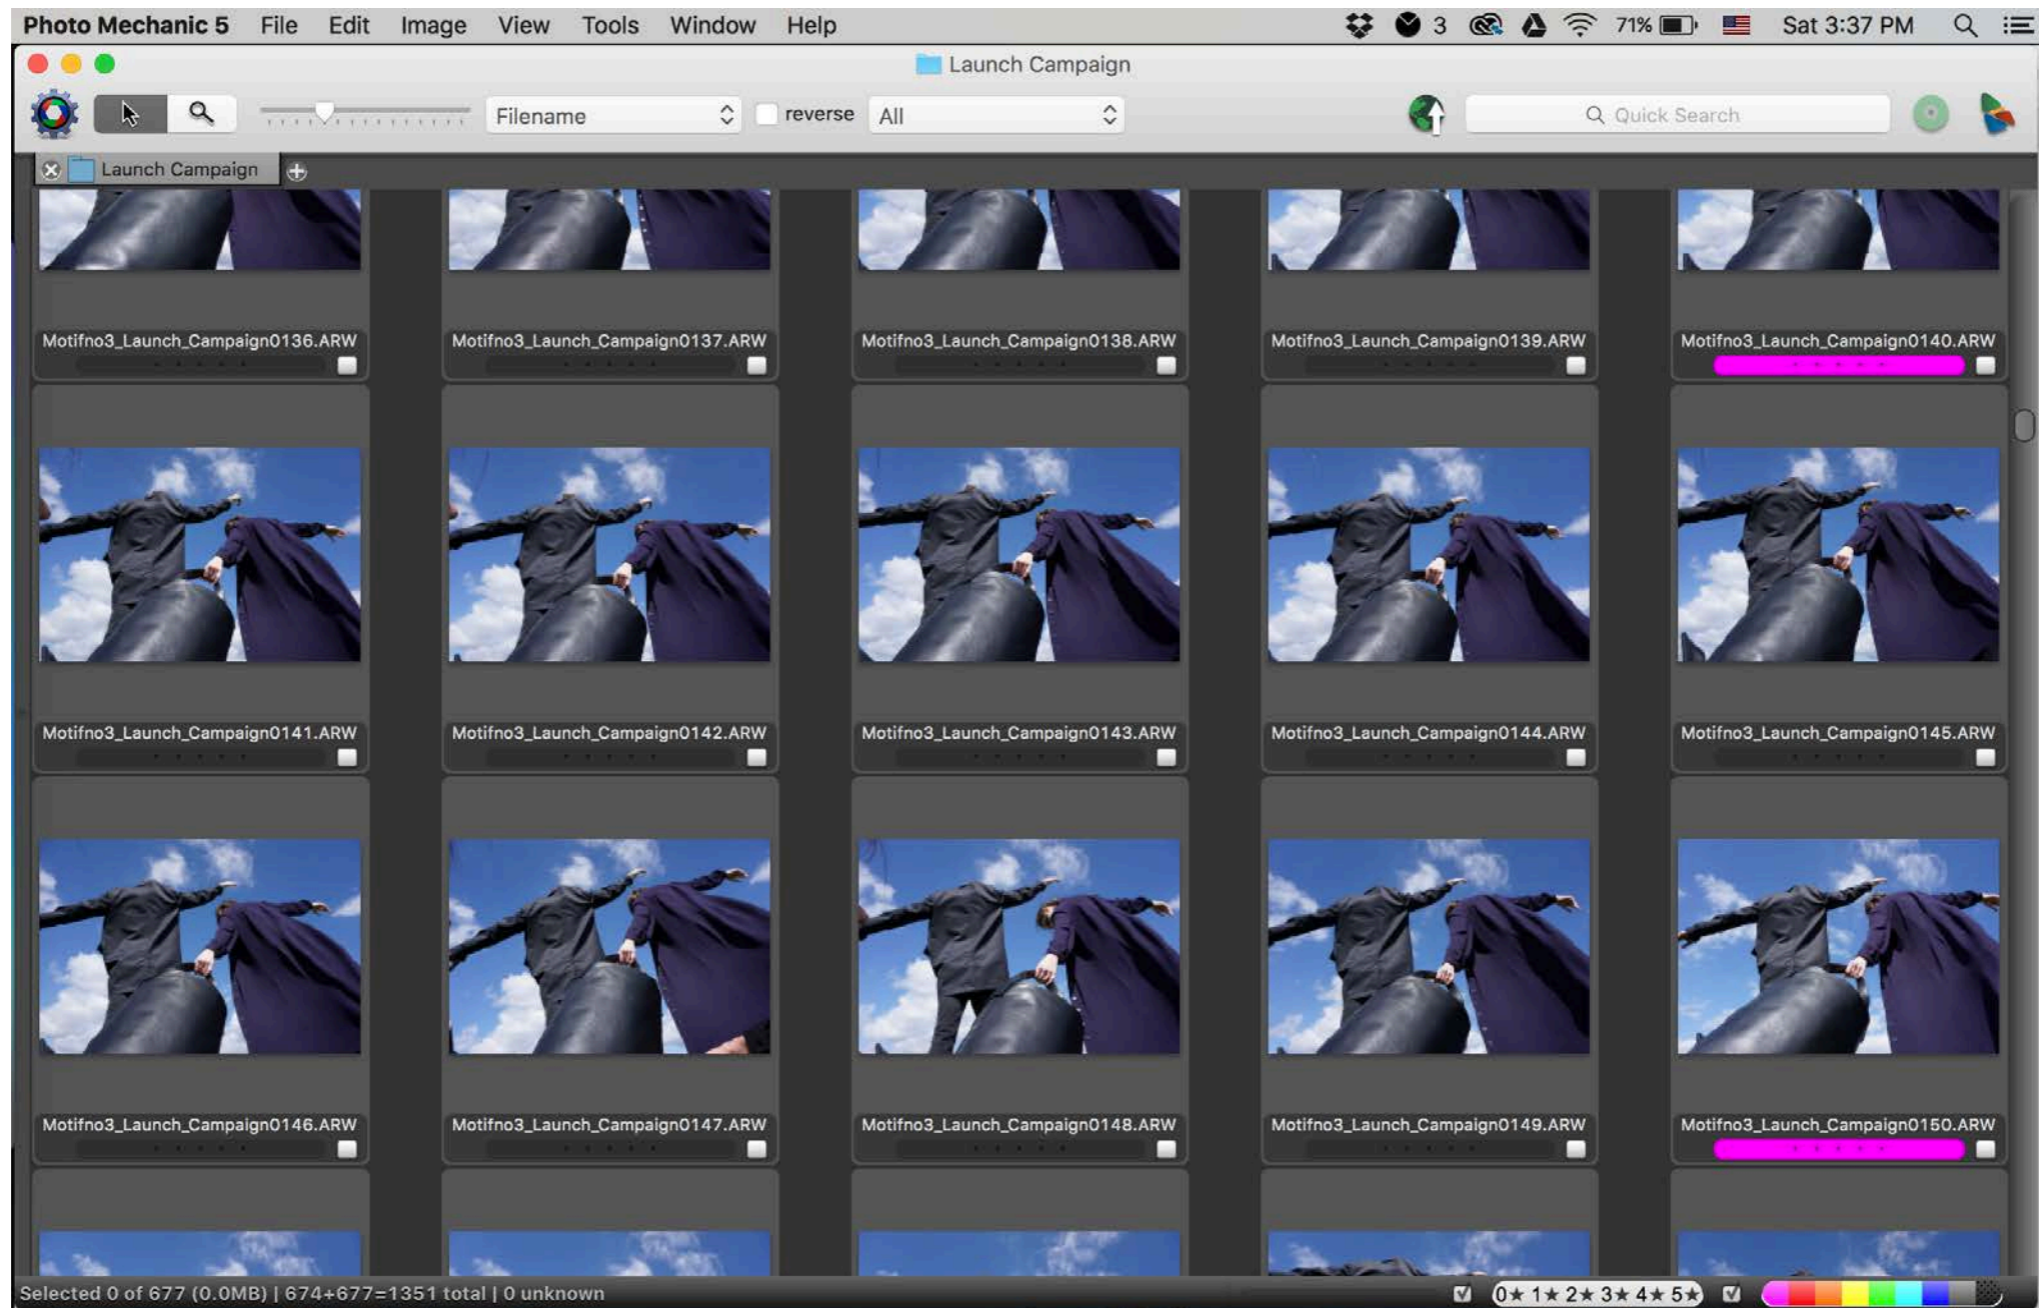 Photo Mechanic 5 File Edit Image View Tools Window Help 3 71% Sat 3:37 PM
Launch Campaign
Filename reverse All Quick Search
Launch Campaign
Motifno3_Launch_Campaign0136.ARW Motifno3_Launch_Campaign0137.ARW Motifno3_Launch_Campaign0138.ARW Motifno3_Launch_Campaign0139.ARW Motifno3_Launch_Campaign0140.ARW
Motifno3_Launch_Campaign0141.ARW Motifno3_Launch_Campaign0142.ARW Motifno3_Launch_Campaign0143.ARW Motifno3_Launch_Campaign0144.ARW Motifno3_Launch_Campaign0145.ARW
Motifno3_Launch_Campaign0146.ARW Motifno3_Launch_Campaign0147.ARW Motifno3_Launch_Campaign0148.ARW Motifno3_Launch_Campaign0149.ARW Motifno3_Launch_Campaign0150.ARW
Selected 0 of 677 (0.0MB) | 674+677=1351 total | 0 unknown 0★ 1★ 2★ 3★ 4★ 5★